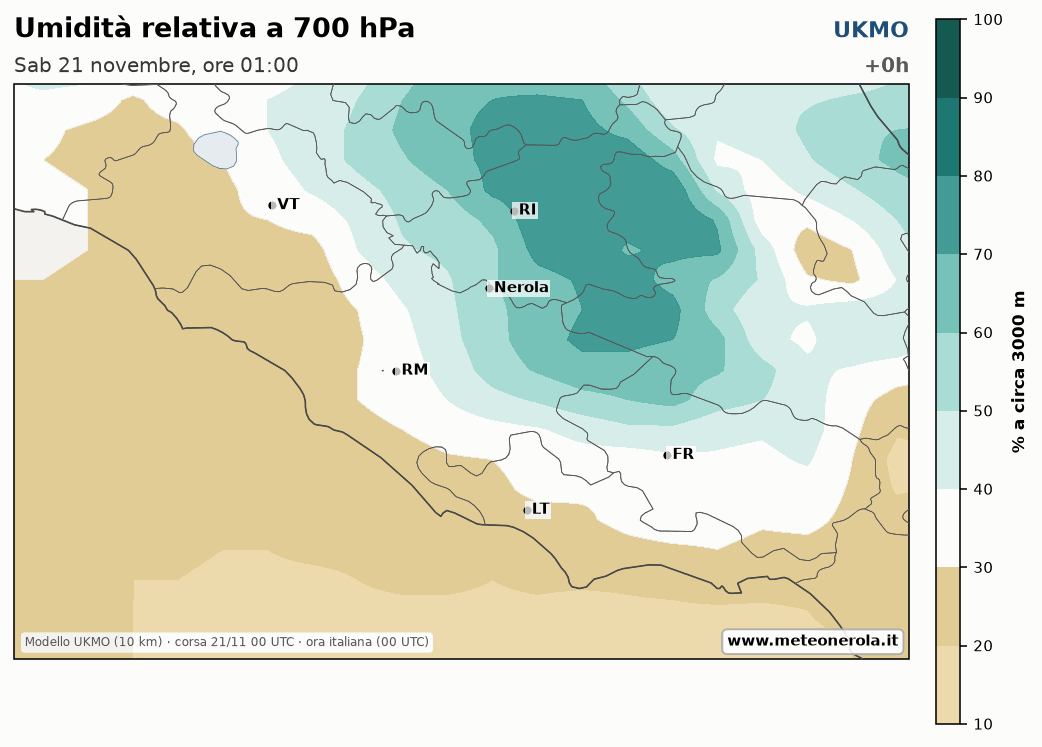 Umidità relativa a 700 hPa
UKMO
Sab 21 novembre, ore 01:00
+0h
VT
RI
Nerola
RM
FR
LT
Modello UKMO (10 km) · corsa 21/11 00 UTC · ora italiana (00 UTC)
www.meteonerola.it
100
90
80
70
60
50
40
30
20
10
% a circa 3000 m